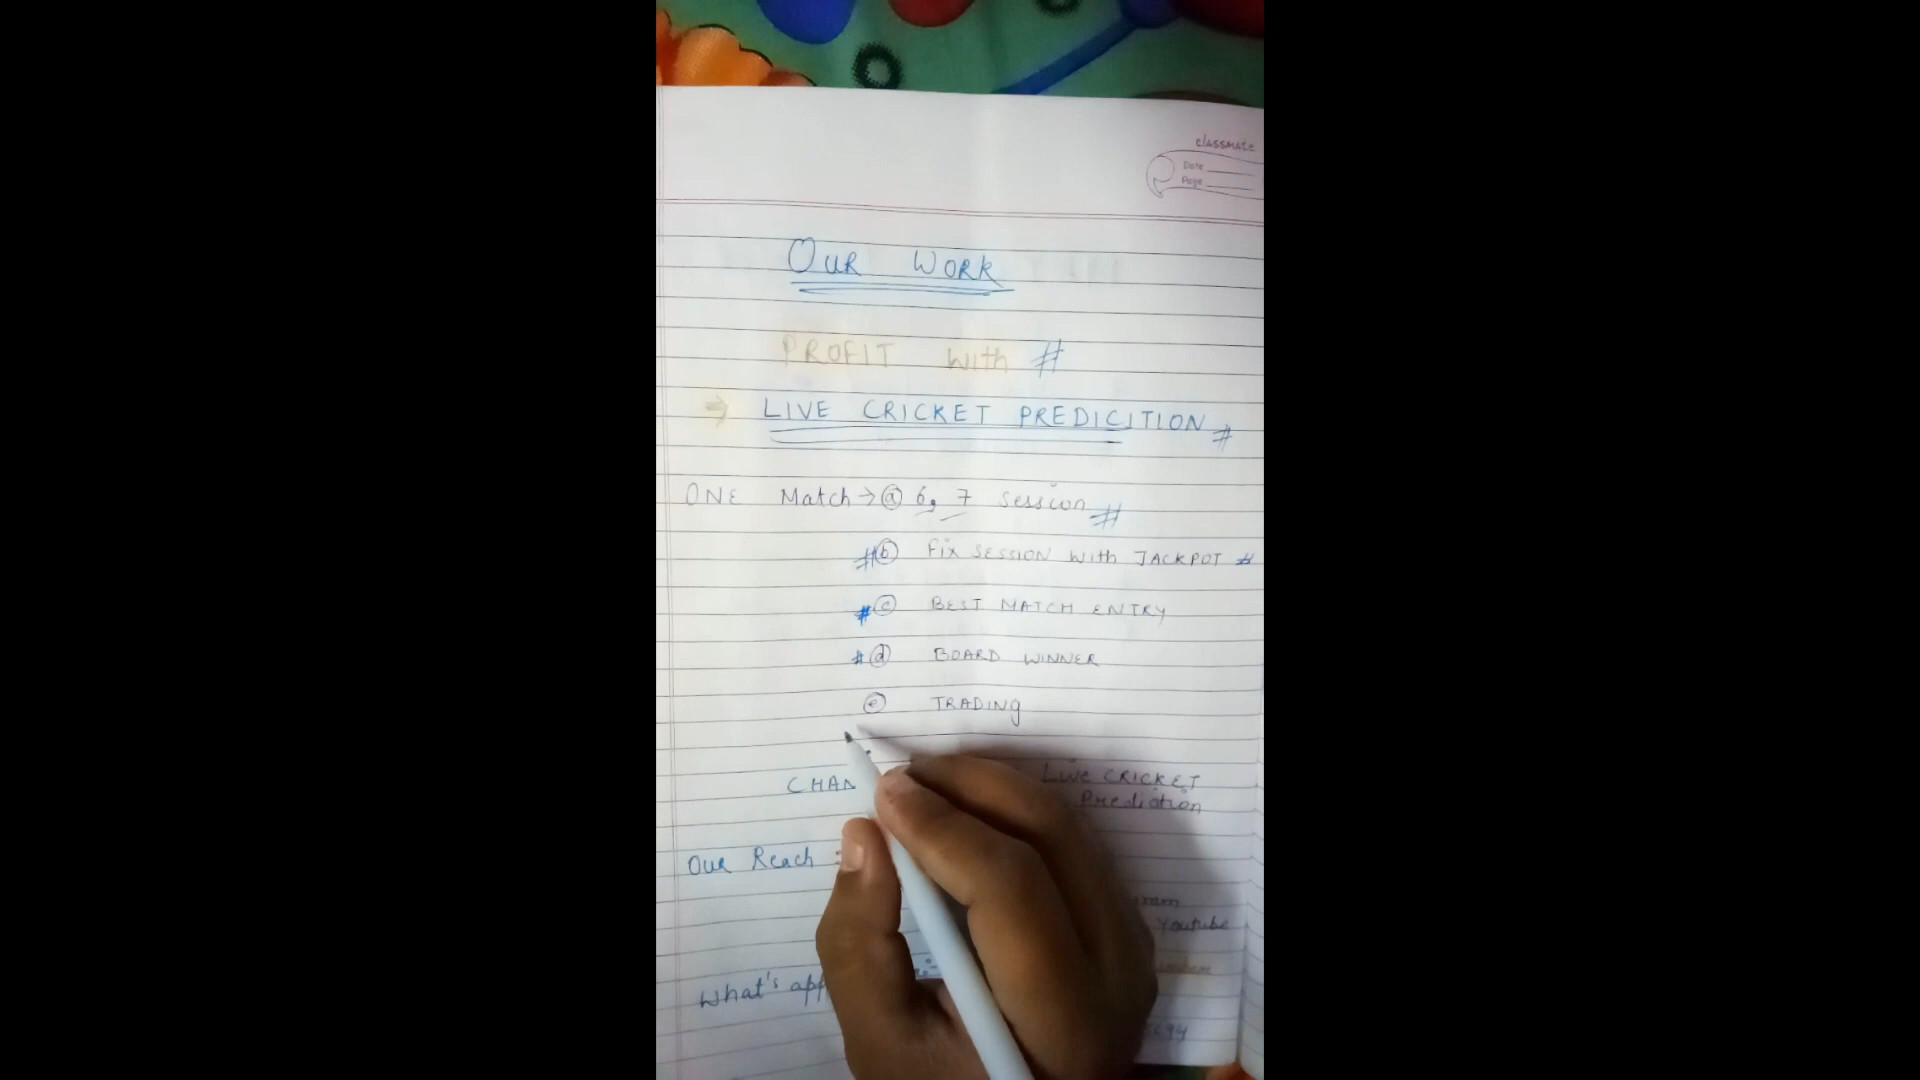 classmate
Date
Page
OUR WORK
PROFIT with #
⇒ LIVE CRICKET PREDICITION #
ONE Match → ⓐ 6, 7 session #
# ⓑ Fix SESSION with JACKPOT #
# ⓒ BEST MATCH ENTRY
# ⓓ BOARD WINNER
ⓔ TRADING
CHAN Live CRICKET
Prediction
Our Reach :
Youtube
What's app